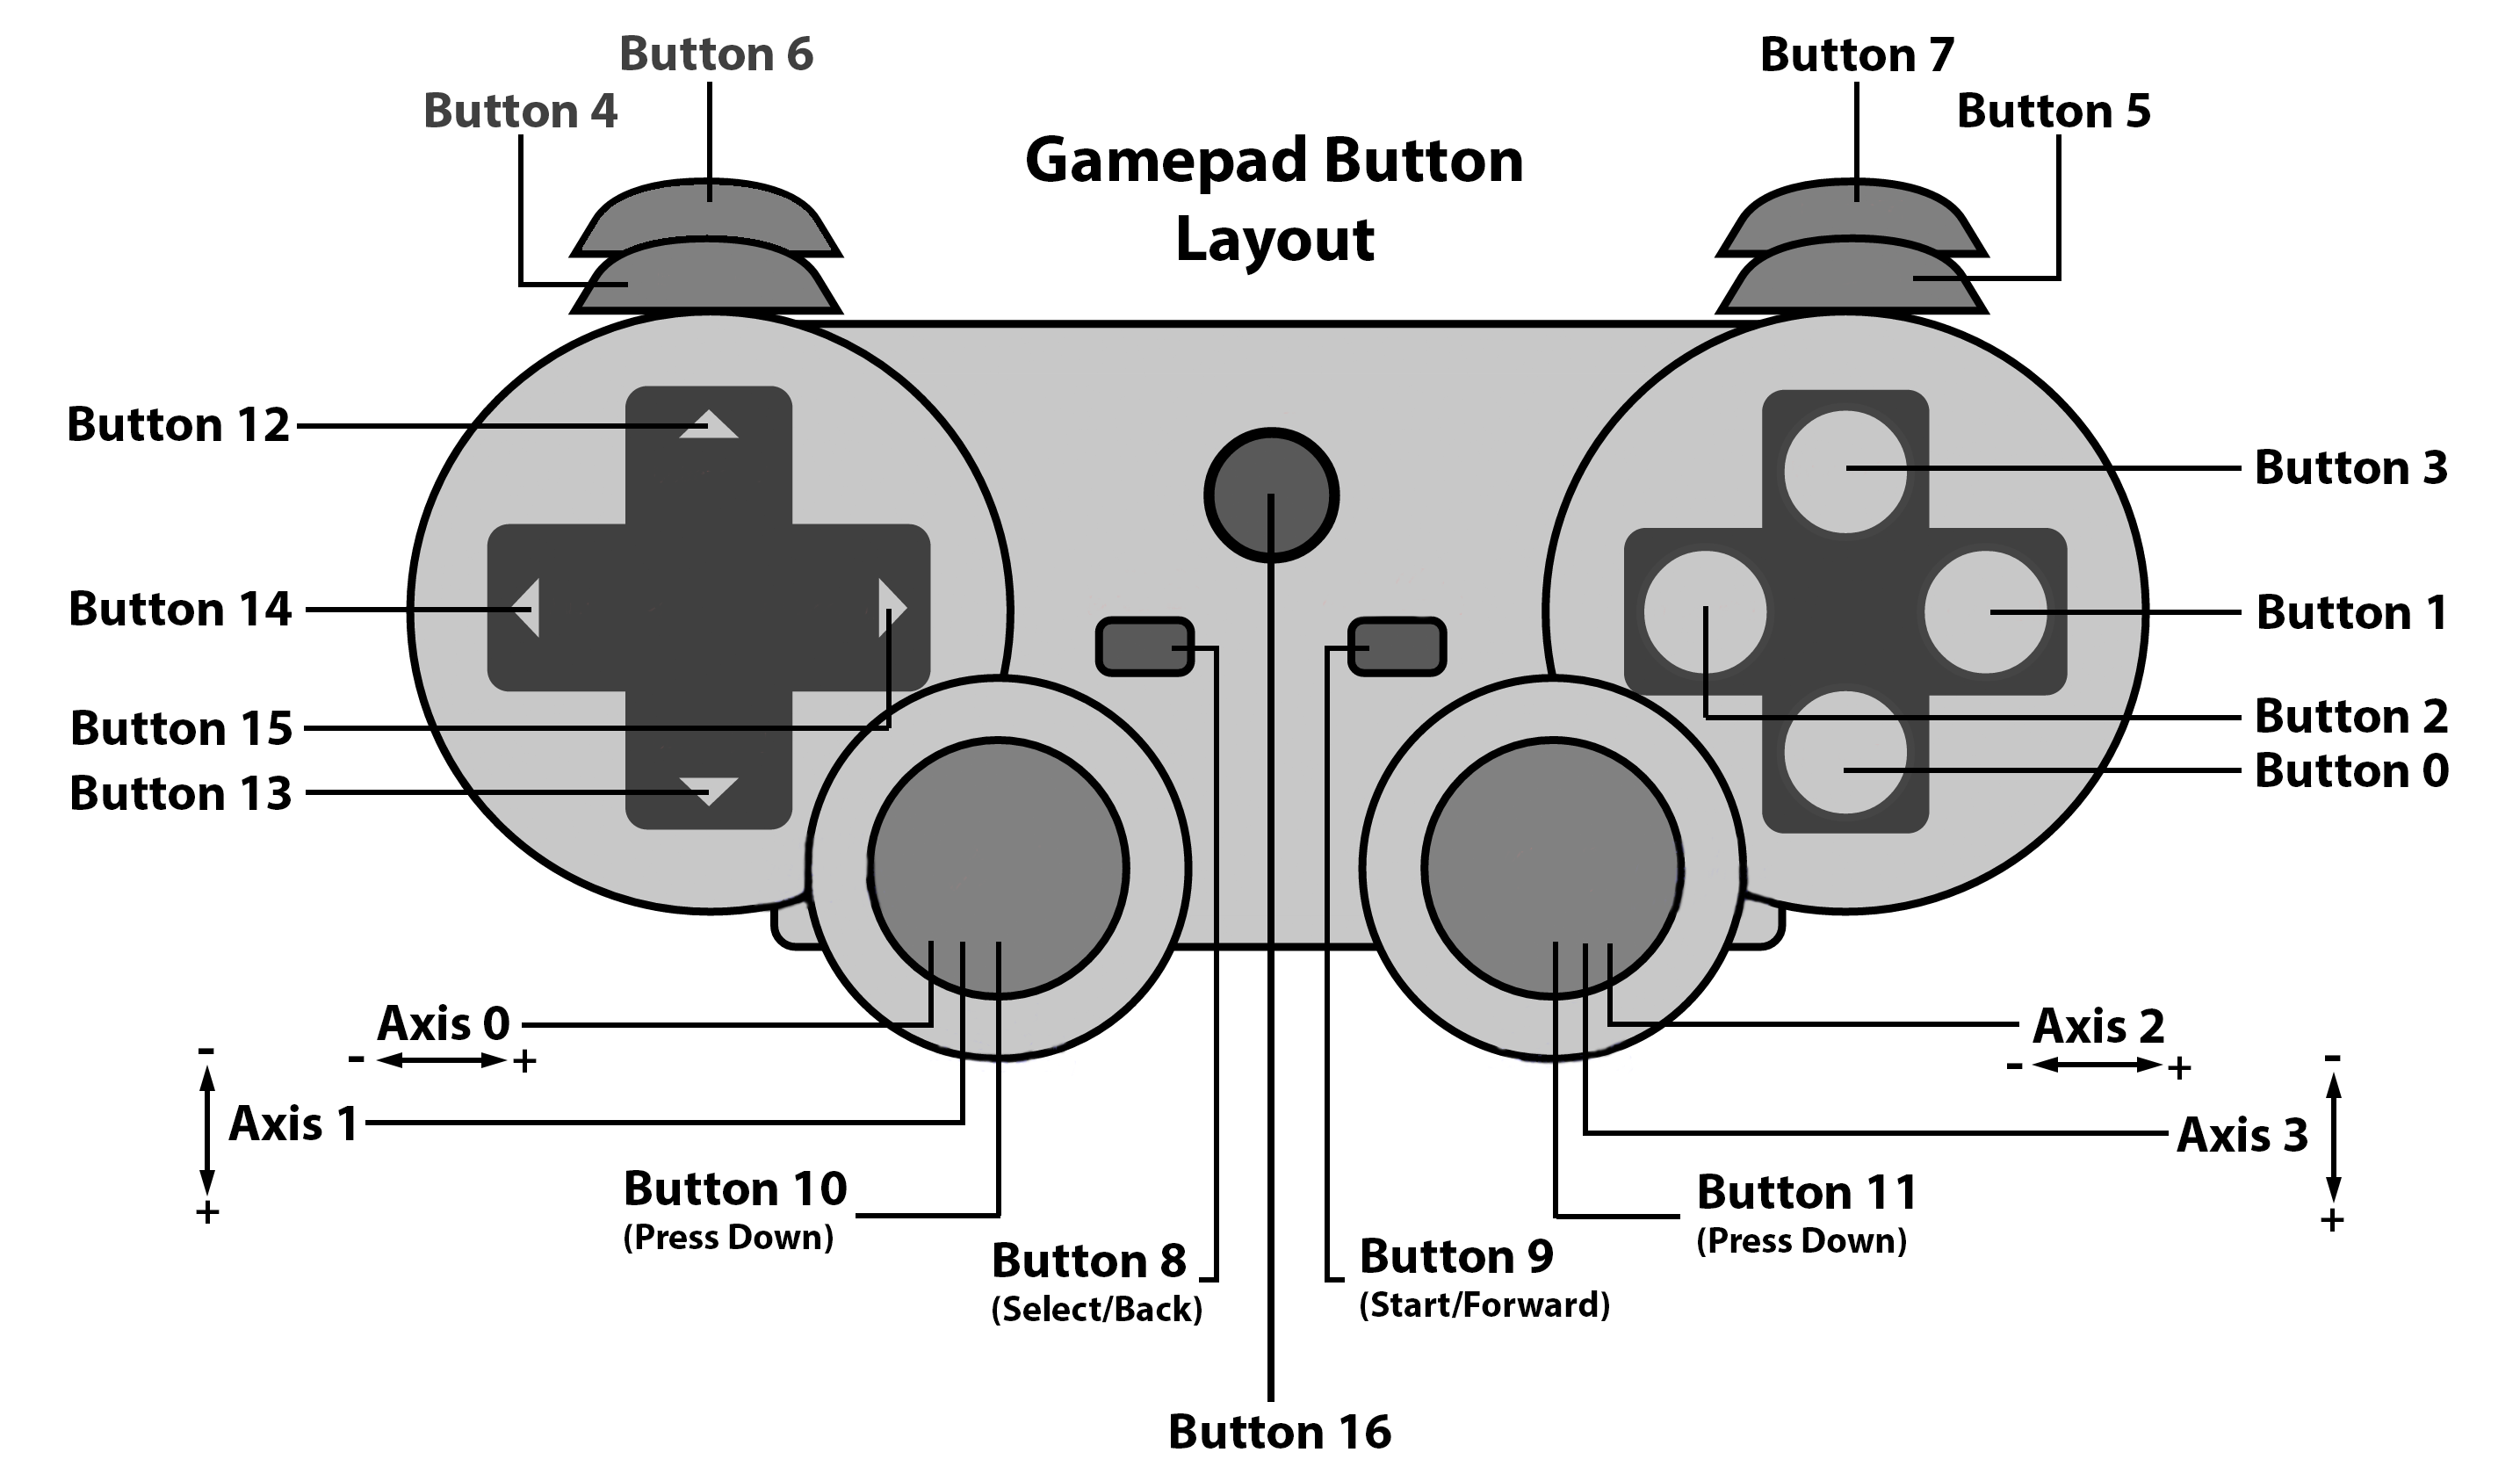 Button 6
Button 7
Button 4
Button 5
Gamepad Button
Layout
Button 12
Button 3
Button 14
Button 1
Button 15
Button 2
Button 13
Button 0
Axis 0
- +
-
Axis 1
+
Axis 2
- +
-
Axis 3
+
Button 10
(Press Down)
Button 11
(Press Down)
Button 8
(Select/Back)
Button 9
(Start/Forward)
Button 16